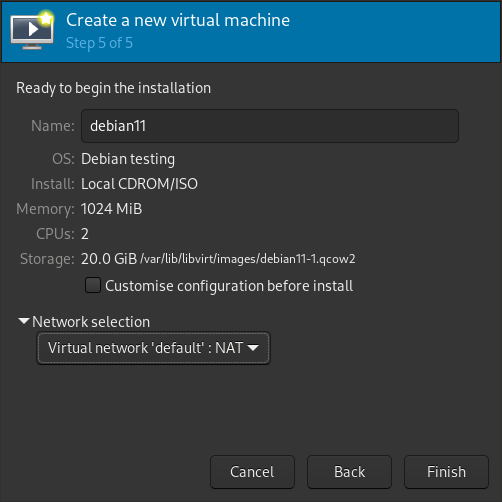 Create a new virtual machine
Step 5 of 5
Ready to begin the installation
Name: debian11
OS: Debian testing
Install: Local CDROM/ISO
Memory: 1024 MiB
CPUs: 2
Storage: 20.0 GiB /var/lib/libvirt/images/debian11-1.qcow2
Customise configuration before install
Network selection
Virtual network 'default' : NAT
Cancel Back Finish